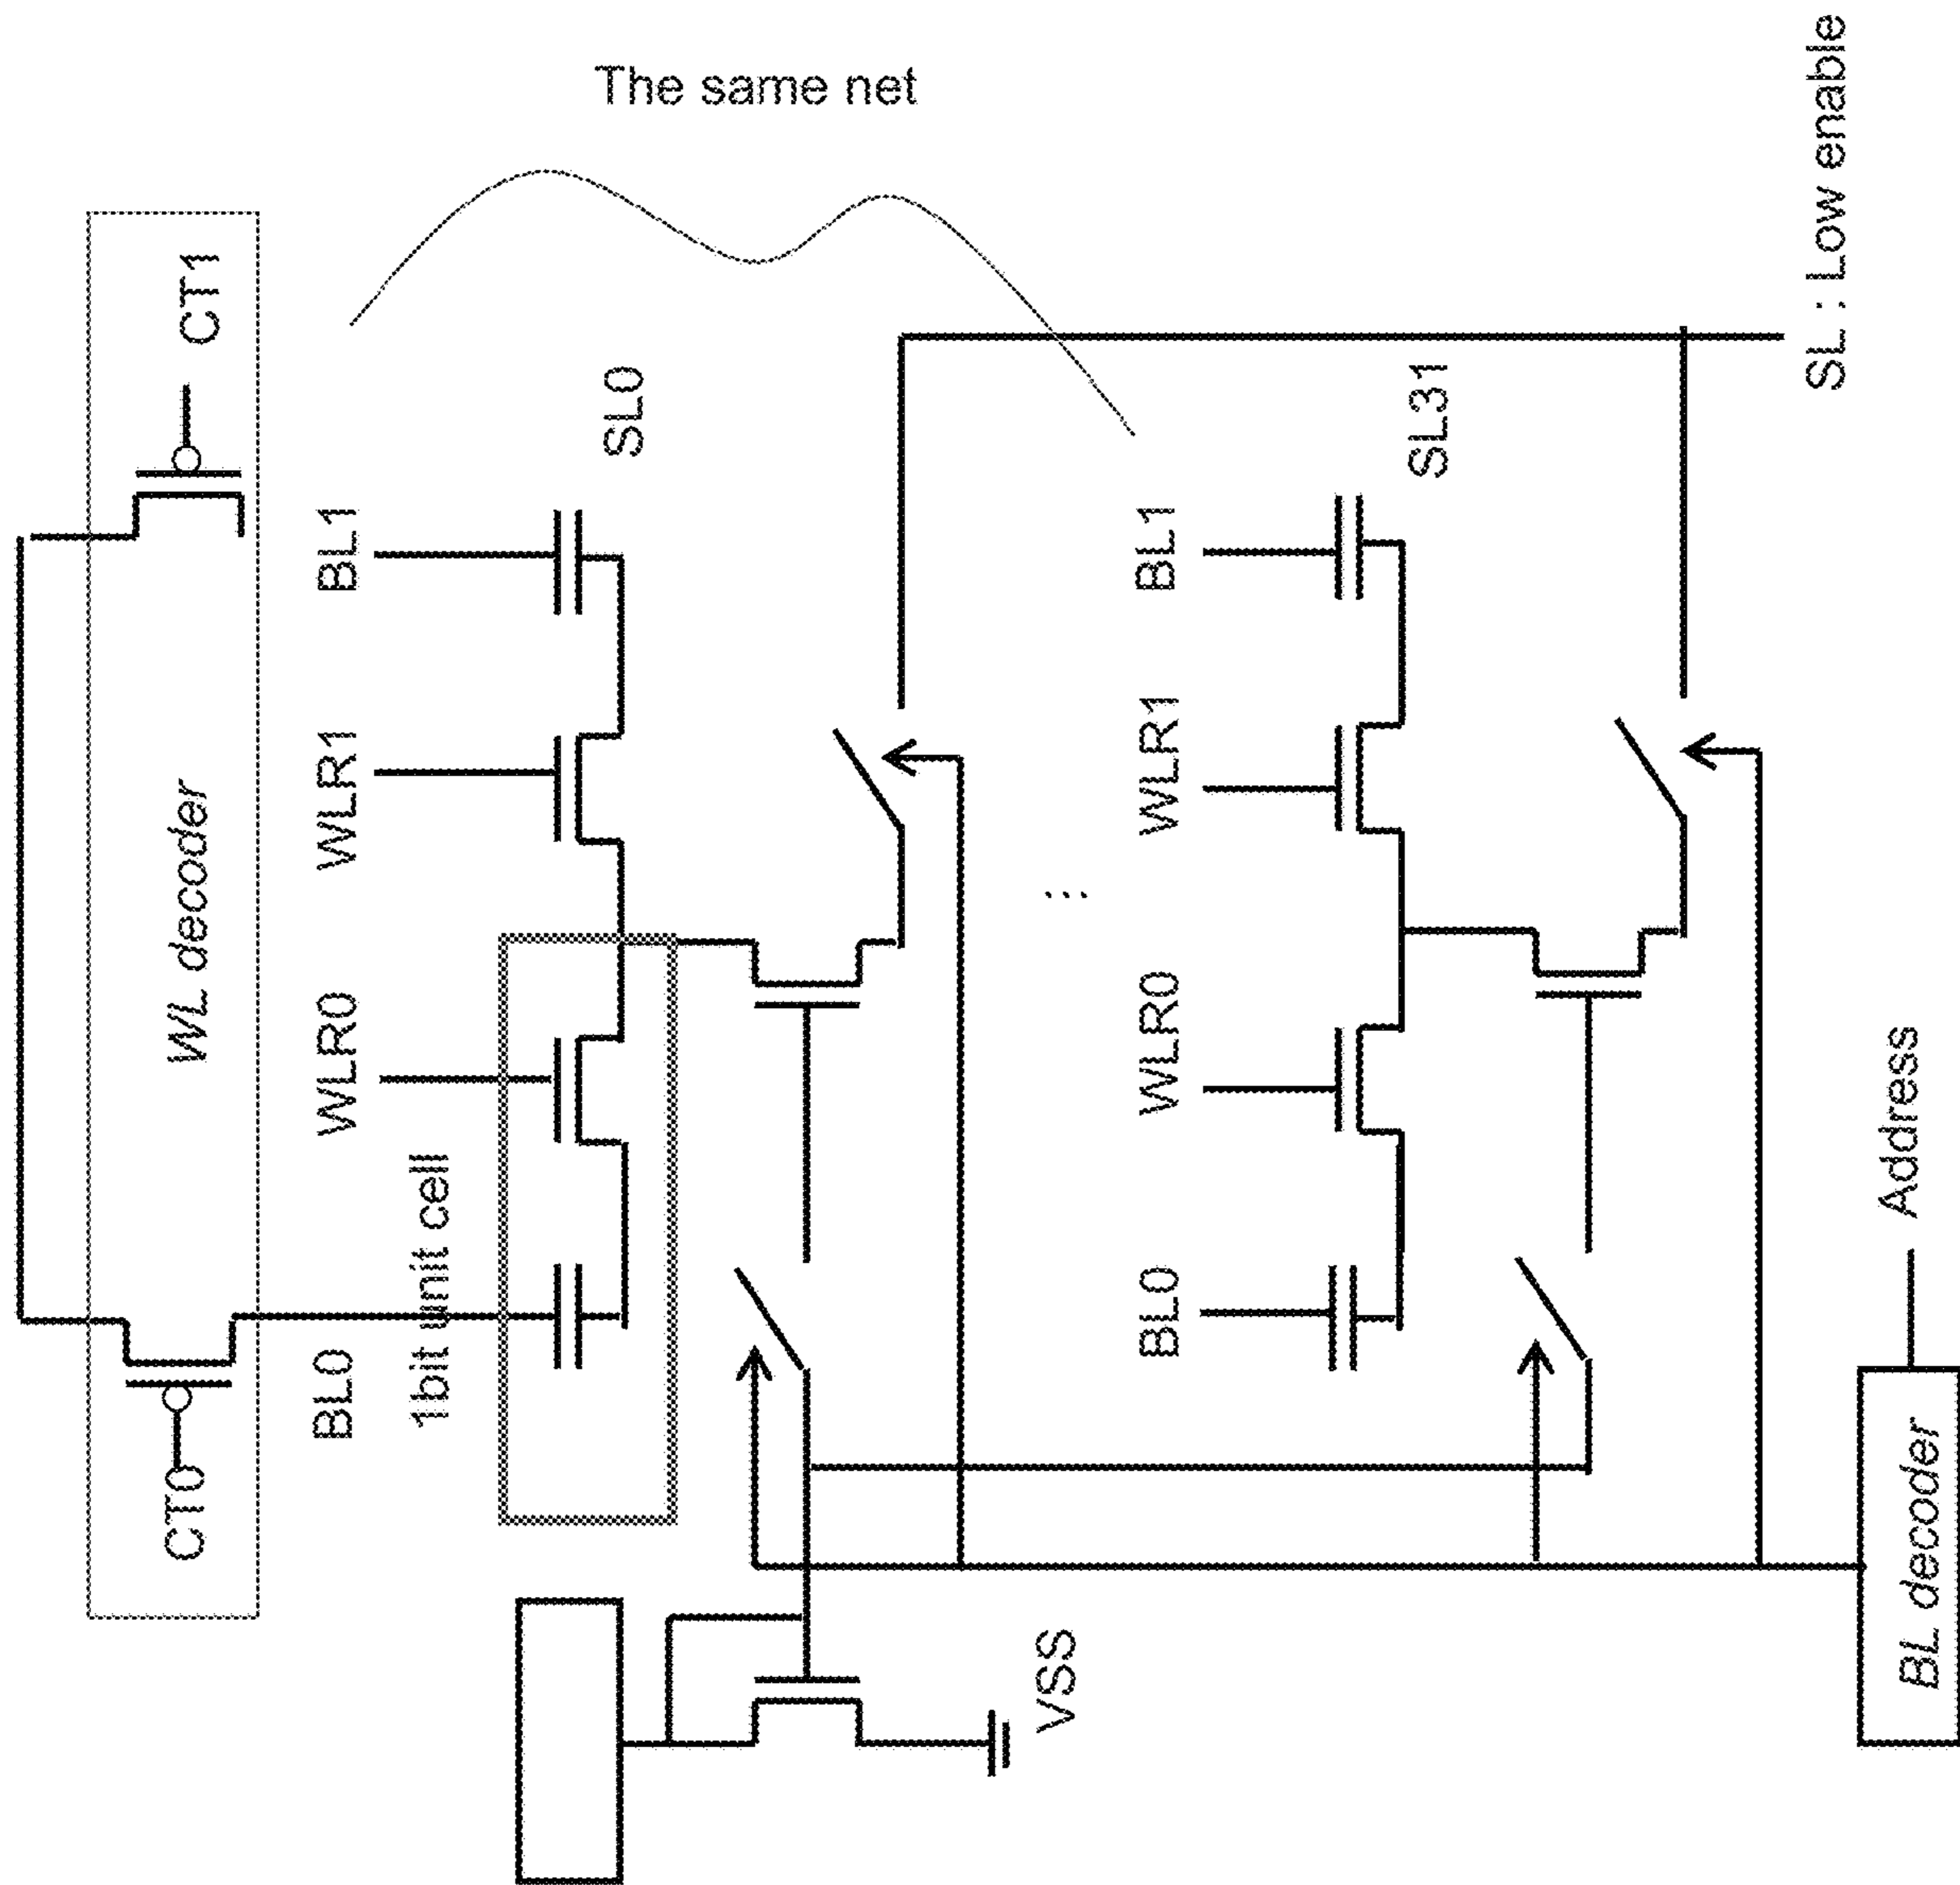 The same net
CT0
WL decoder
CT1
BL0
WLR0
WLR1
BL1
1bit unit cell
SL0
VSS
BL0
WLR0
WLR1
BL1
SL31
...
BL decoder
Address
SL : Low enable